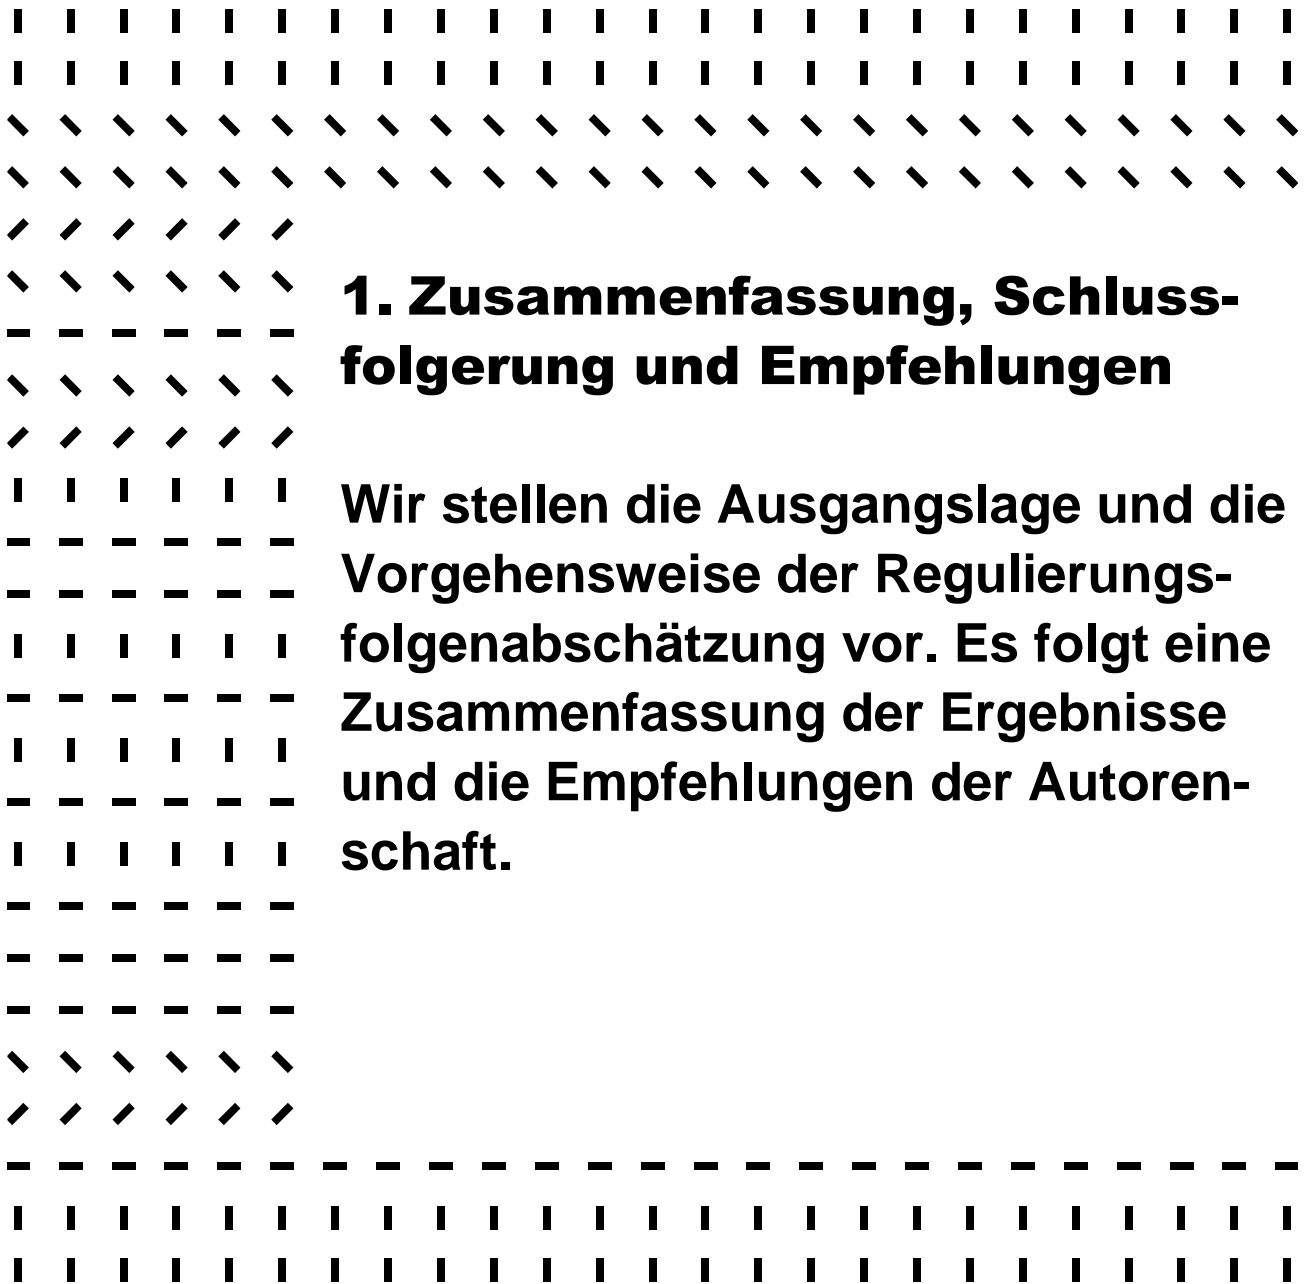 1. Zusammenfassung, Schluss-
folgerung und Empfehlungen
Wir stellen die Ausgangslage und die
Vorgehensweise der Regulierungs-
folgenabschätzung vor. Es folgt eine
Zusammenfassung der Ergebnisse
und die Empfehlungen der Autoren-
schaft.